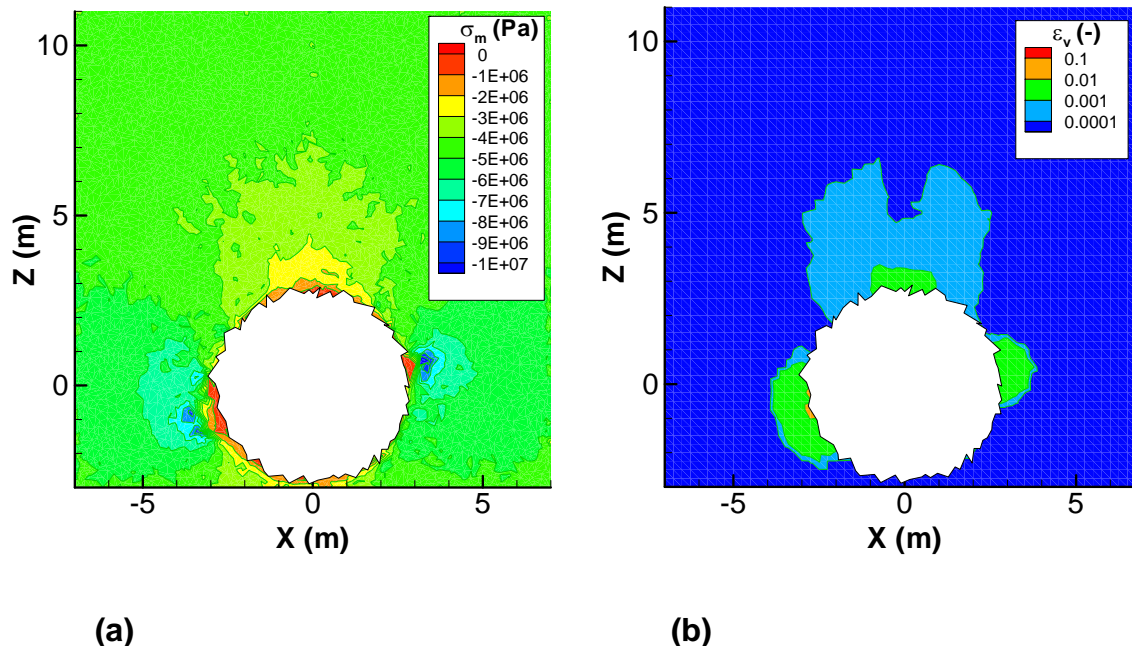 σm (Pa)
0
-1E+06
-2E+06
-3E+06
-4E+06
-5E+06
-6E+06
-7E+06
-8E+06
-9E+06
-1E+07
10
5
0
Z (m)
-5 0 5
X (m)
(a)
εv (-)
0.1
0.01
0.001
0.0001
10
5
0
Z (m)
-5 0 5
X (m)
(b)